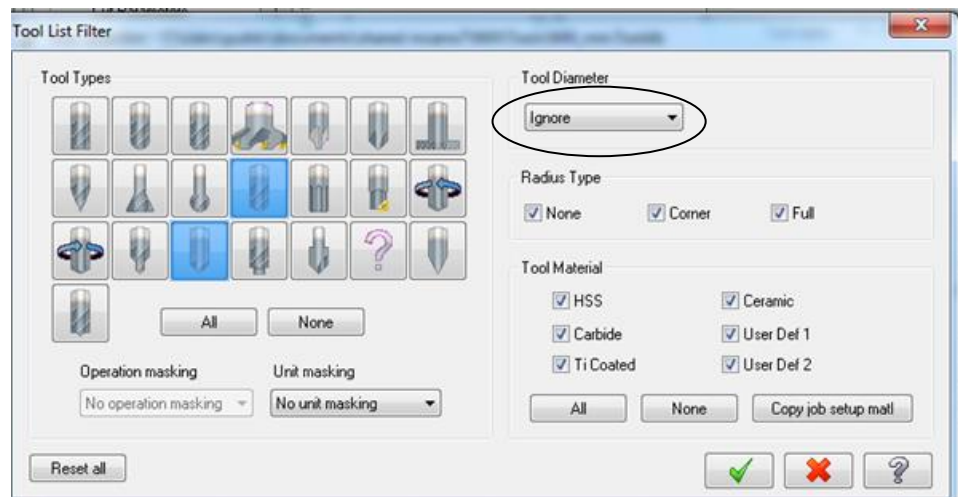 Tool List Filter
Tool Types
All
None
Operation masking
No operation masking
Unit masking
No unit masking
Tool Diameter
Ignore
Radius Type
None
Corner
Full
Tool Material
HSS
Ceramic
Carbide
User Def 1
Ti Coated
User Def 2
All
None
Copy job setup matl
Reset all